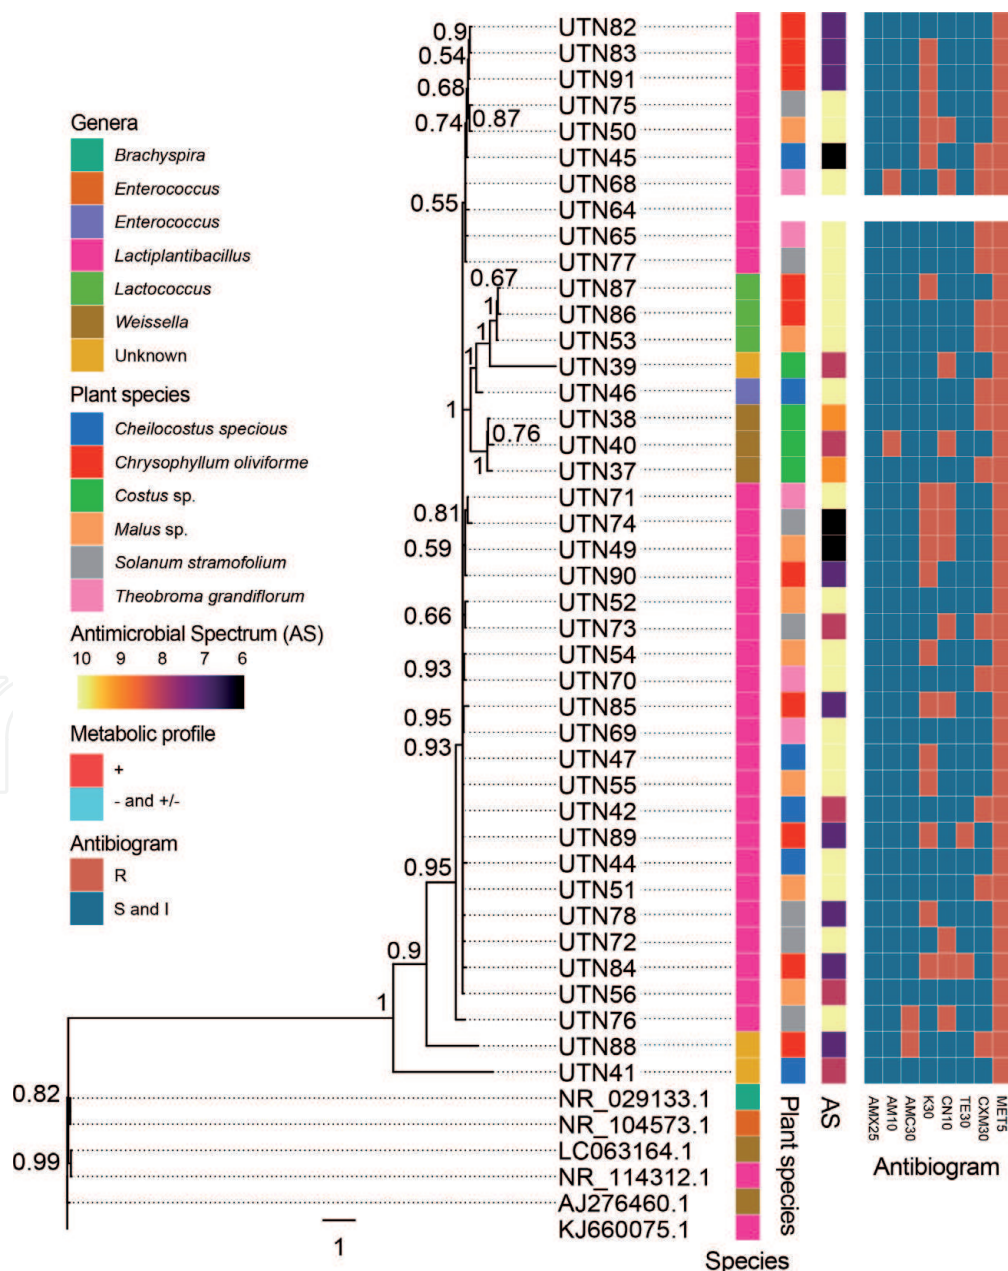 Genera
Brachyspira
Enterococcus
Enterococcus
Lactiplantibacillus
Lactococcus
Weissella
Unknown
Plant species
Cheilocostus specious
Chrysophyllum oliviforme
Costus sp.
Malus sp.
Solanum stramofolium
Theobroma grandiflorum
Antimicrobial Spectrum (AS)
10 9 8 7 6
Metabolic profile
+
- and +/-
Antibiogram
R
S and I
0.9
0.54
0.68
0.74
0.87
0.55
0.67
1
1
1
1
0.76
1
0.81
0.59
0.66
0.93
0.95
0.93
0.95
0.9
1
0.82
0.99
1
UTN82
UTN83
UTN91
UTN75
UTN50
UTN45
UTN68
UTN64
UTN65
UTN77
UTN87
UTN86
UTN53
UTN39
UTN46
UTN38
UTN40
UTN37
UTN71
UTN74
UTN49
UTN90
UTN52
UTN73
UTN54
UTN70
UTN85
UTN69
UTN47
UTN55
UTN42
UTN89
UTN44
UTN51
UTN78
UTN72
UTN84
UTN56
UTN76
UTN88
UTN41
NR_029133.1
NR_104573.1
LC063164.1
NR_114312.1
AJ276460.1
KJ660075.1
Species
Plant species
AS
AMX25
AM10
AMC30
K30
CN10
TE30
CXM30
MET5
Antibiogram